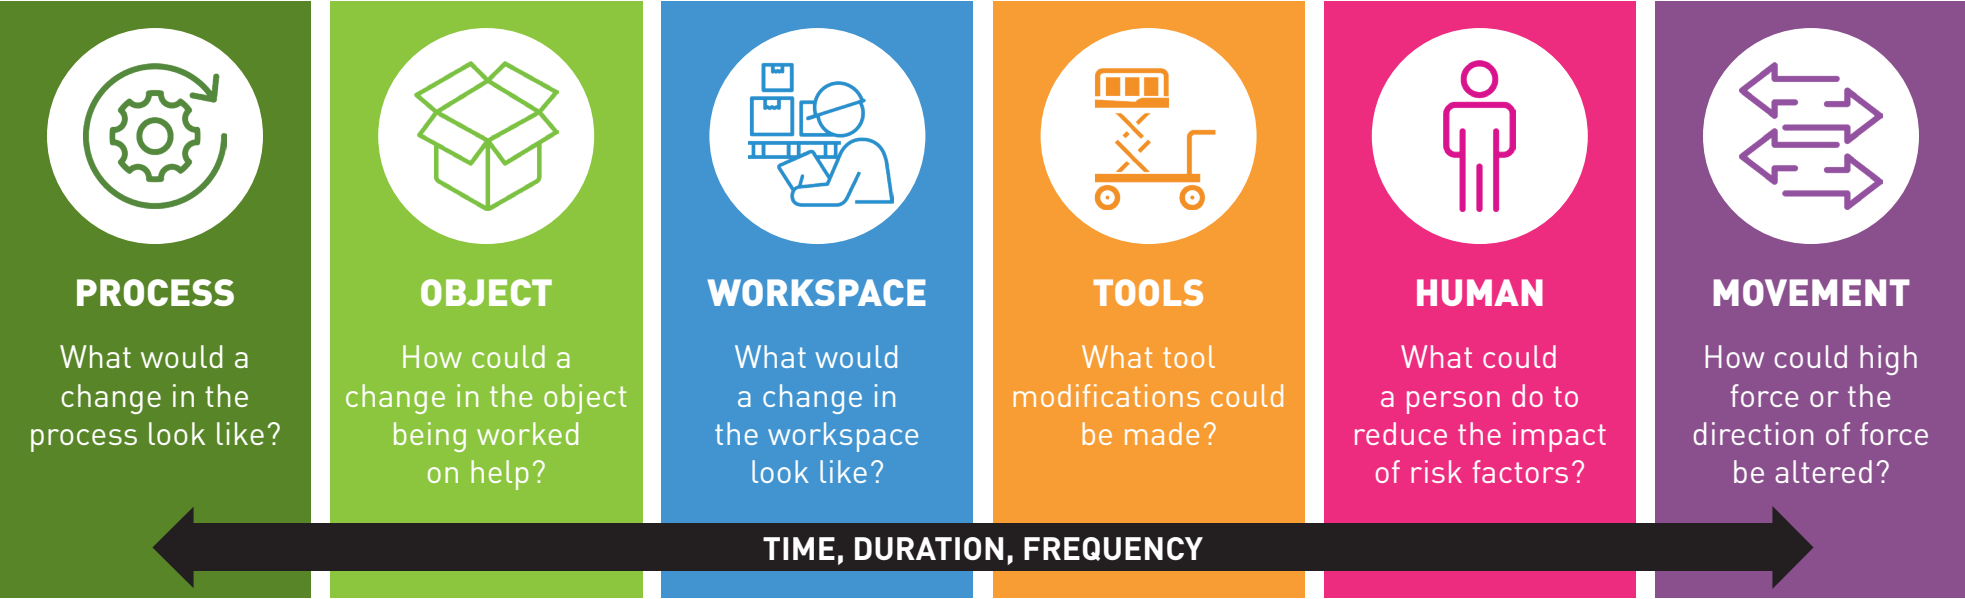 PROCESS
What would a
change in the
process look like?
OBJECT
How could a
change in the object
being worked
on help?
WORKSPACE
What would
a change in
the workspace
look like?
TOOLS
What tool
modifications could
be made?
HUMAN
What could
a person do to
reduce the impact
of risk factors?
MOVEMENT
How could high
force or the
direction of force
be altered?
TIME, DURATION, FREQUENCY